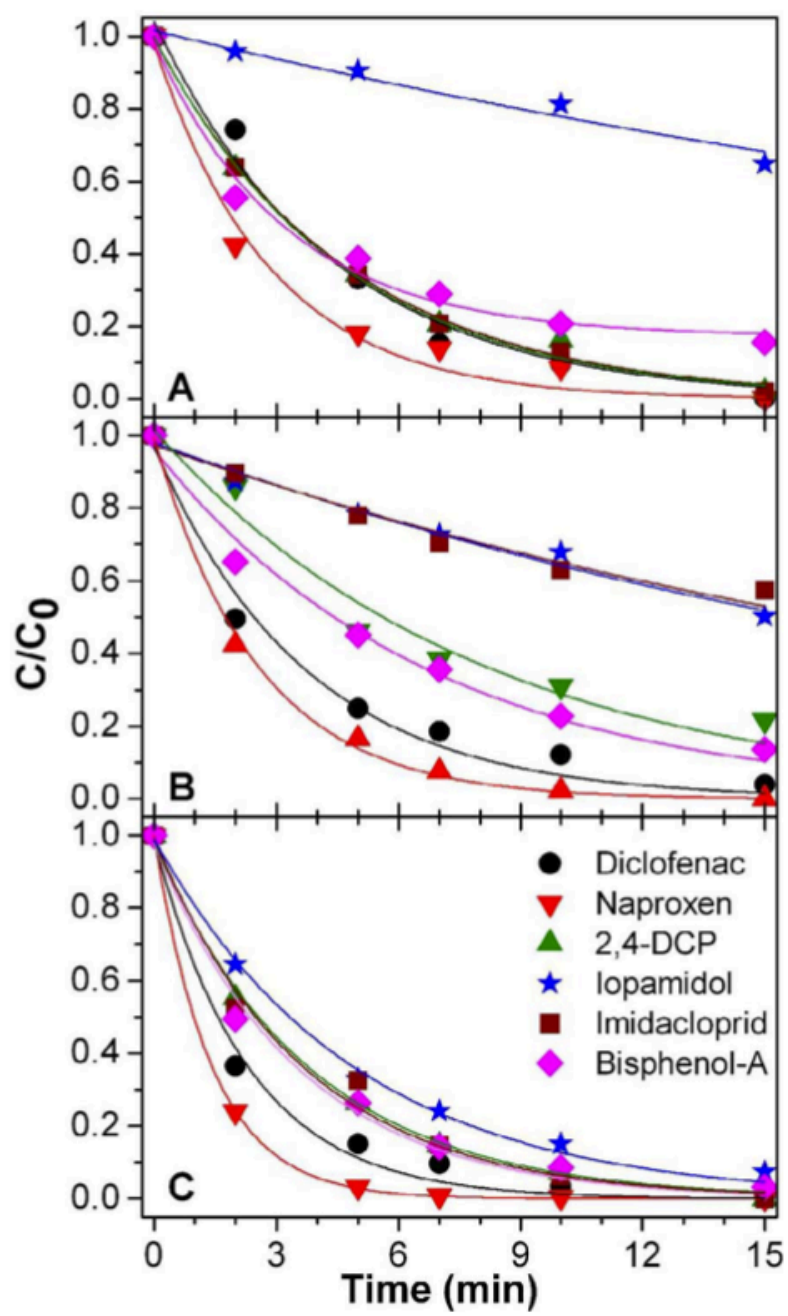 1.0
0.8
0.6
0.4
0.2
0.0
A
1.0
0.8
0.6
0.4
0.2
0.0
B
C/C0
1.0
0.8
0.6
0.4
0.2
0.0
C
Diclofenac
Naproxen
2,4-DCP
Iopamidol
Imidacloprid
Bisphenol-A
0 3 6 9 12 15
Time (min)